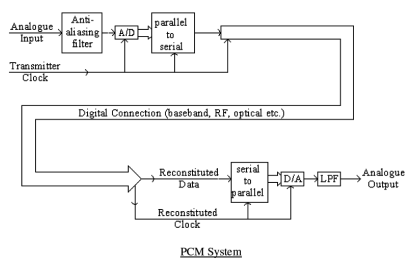 Analogue
Input
Anti-
aliasing
filter
A/D
parallel
to
serial
Transmitter
Clock
Digital Connection (baseband, RF, optical etc.)
Reconstituted
Data
serial
to
parallel
D/A
LPF
Analogue
Output
Reconstituted
Clock
PCM System